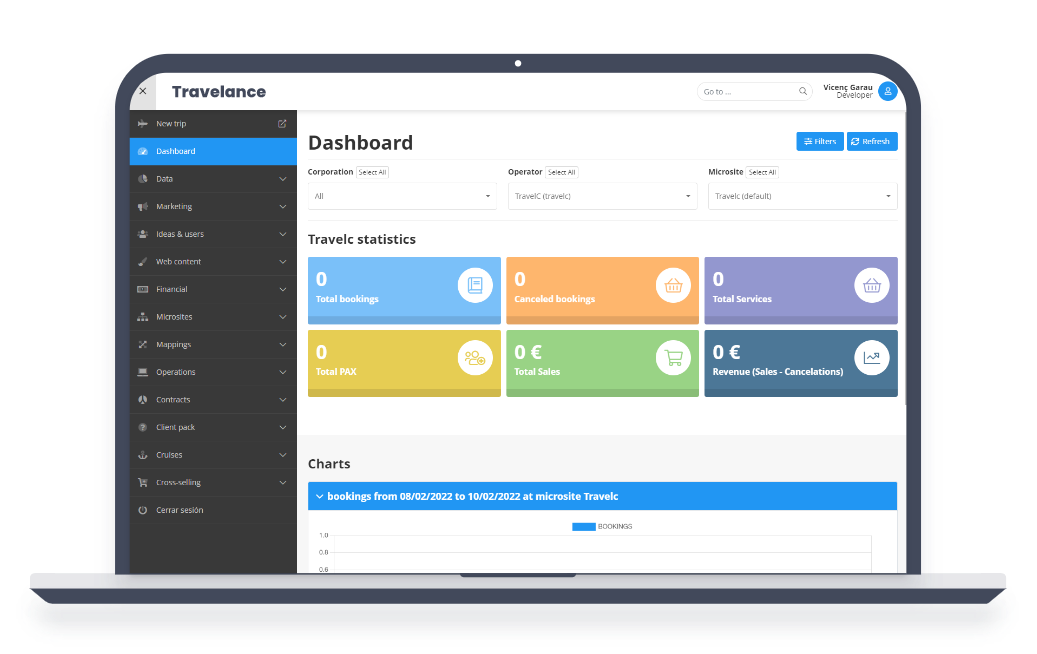 Travelance
Go to ...
Vicenç Garau
Developer
New trip
Dashboard
Data
Marketing
Ideas & users
Web content
Financial
Microsites
Mappings
Operations
Contracts
Client pack
Cruises
Cross-selling
Cerrar sesión
Dashboard
Filters
Refresh
Corporation Select All
Operator Select All
Microsite Select All
All
TravelC (travelc)
Travelc (default)
Travelc statistics
0
Total bookings
0
Canceled bookings
0
Total Services
0
Total PAX
0 €
Total Sales
0 €
Revenue (Sales - Cancelations)
Charts
bookings from 08/02/2022 to 10/02/2022 at microsite Travelc
BOOKINGS
1.0
0.8
0.6